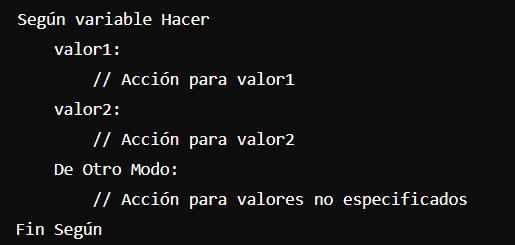 Según variable Hacer
valor1:
// Acción para valor1
valor2:
// Acción para valor2
De Otro Modo:
// Acción para valores no especificados
Fin Según